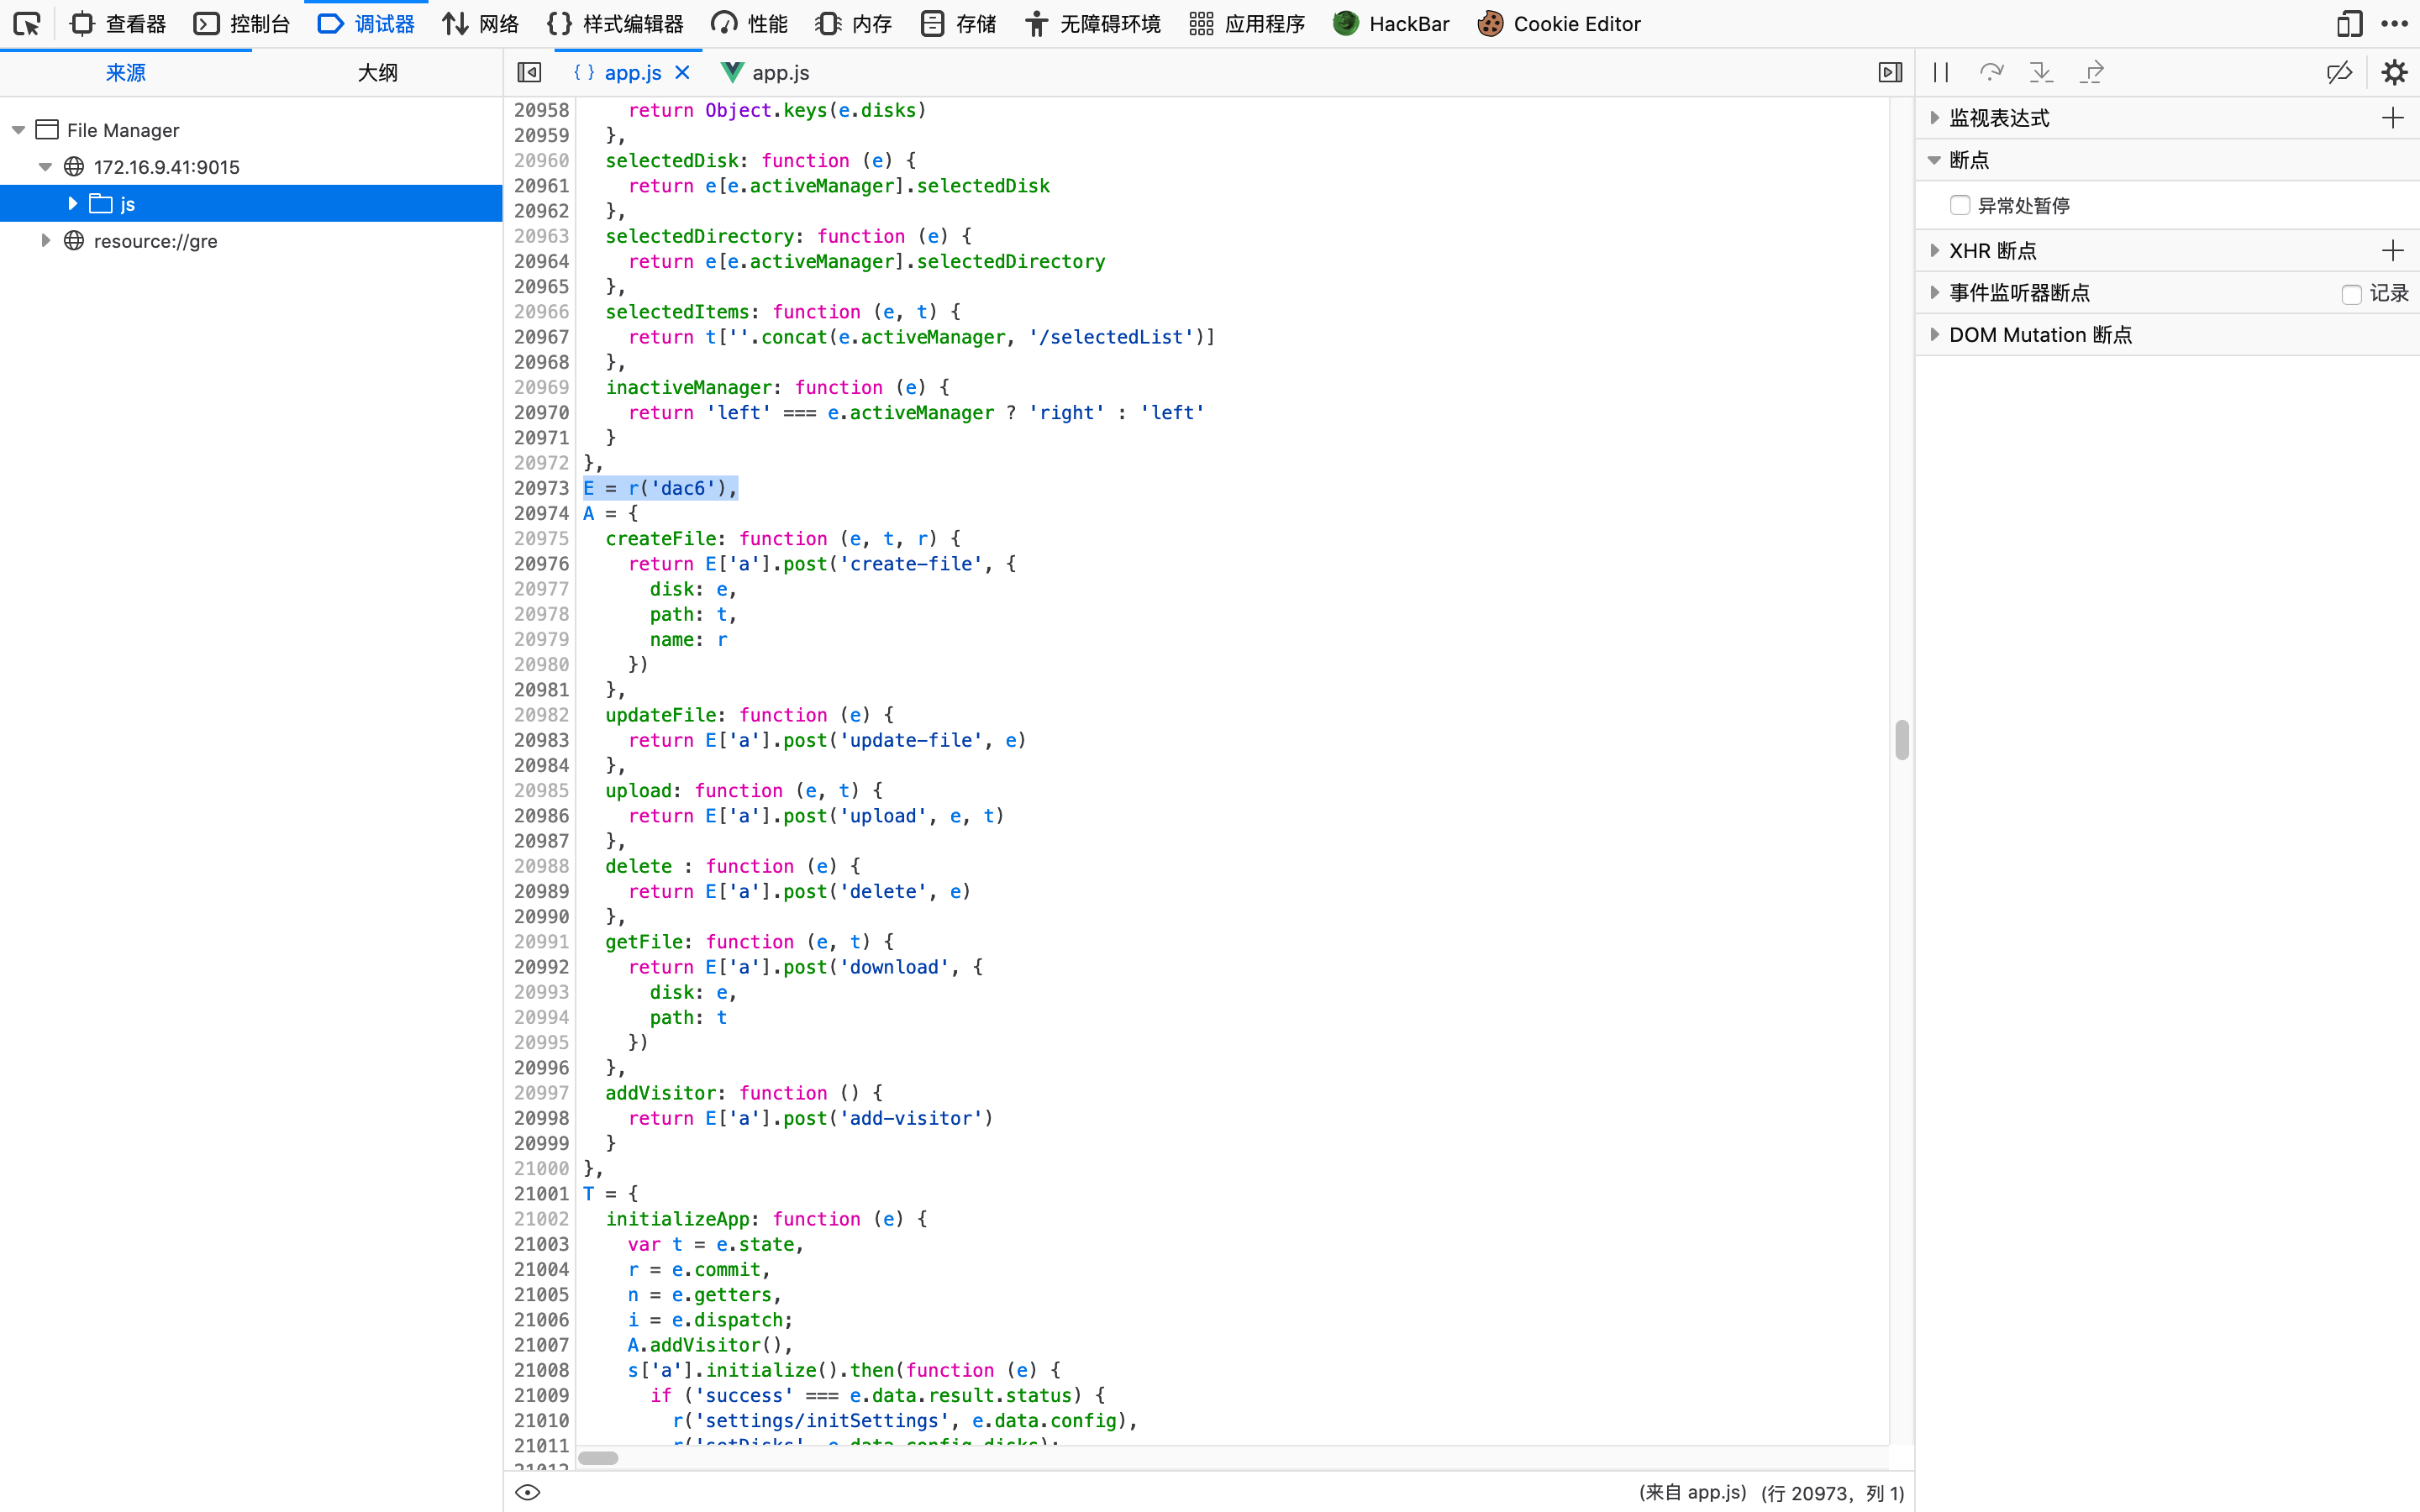 查看器 控制台 调试器 网络 样式编辑器 性能 内存 存储 无障碍环境 应用程序 HackBar Cookie Editor
来源 大纲 app.js app.js
File Manager
172.16.9.41:9015
js
resource://gre
20958 return Object.keys(e.disks)
20959 },
20960 selectedDisk: function (e) {
20961 return e[e.activeManager].selectedDisk
20962 },
20963 selectedDirectory: function (e) {
20964 return e[e.activeManager].selectedDirectory
20965 },
20966 selectedItems: function (e, t) {
20967 return t[''.concat(e.activeManager, '/selectedList')]
20968 },
20969 inactiveManager: function (e) {
20970 return 'left' === e.activeManager ? 'right' : 'left'
20971 }
20972 },
20973 E = r('dac6'),
20974 A = {
20975 createFile: function (e, t, r) {
20976 return E['a'].post('create-file', {
20977 disk: e,
20978 path: t,
20979 name: r
20980 })
20981 },
20982 updateFile: function (e) {
20983 return E['a'].post('update-file', e)
20984 },
20985 upload: function (e, t) {
20986 return E['a'].post('upload', e, t)
20987 },
20988 delete : function (e) {
20989 return E['a'].post('delete', e)
20990 },
20991 getFile: function (e, t) {
20992 return E['a'].post('download', {
20993 disk: e,
20994 path: t
20995 })
20996 },
20997 addVisitor: function () {
20998 return E['a'].post('add-visitor')
20999 }
21000 },
21001 T = {
21002 initializeApp: function (e) {
21003 var t = e.state,
21004 r = e.commit,
21005 n = e.getters,
21006 i = e.dispatch;
21007 A.addVisitor(),
21008 s['a'].initialize().then(function (e) {
21009 if ('success' === e.data.result.status) {
21010 r('settings/initSettings', e.data.config),
21011 r('setDisks', e.data.config.disks);
21012
监视表达式
断点
异常处暂停
XHR 断点
事件监听器断点 记录
DOM Mutation 断点
(来自 app.js) (行 20973，列 1)